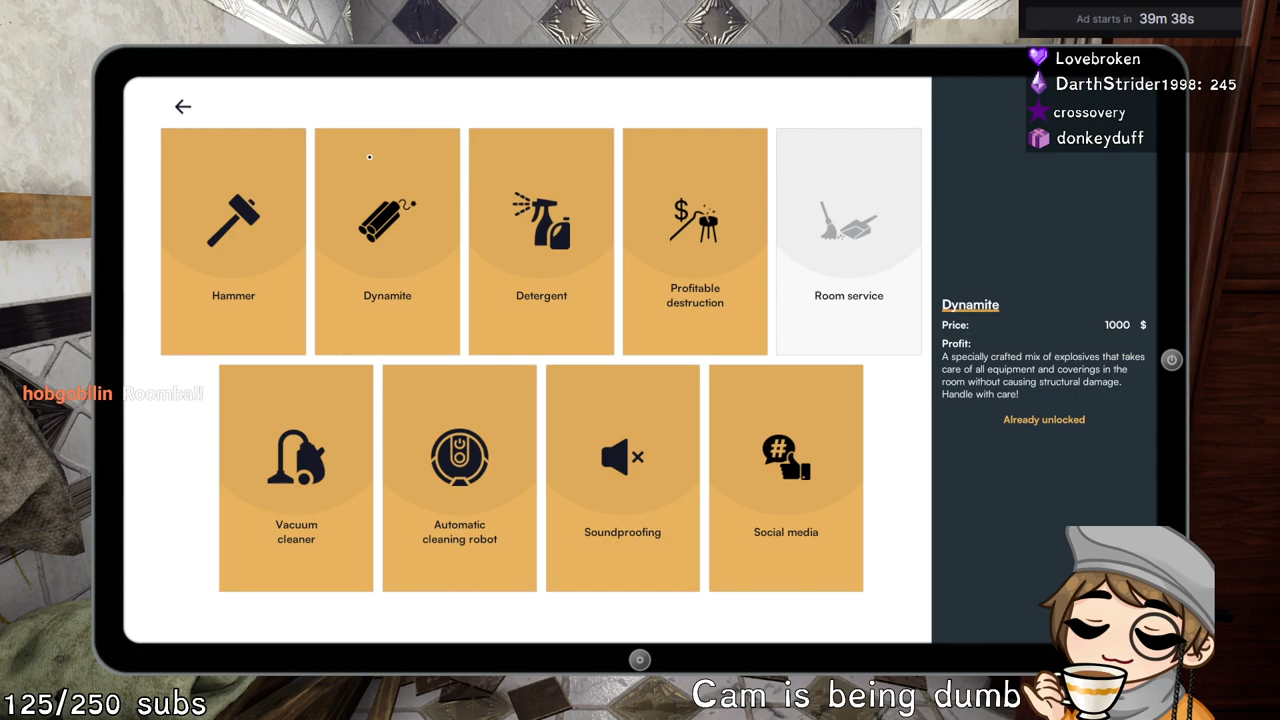 Ad starts in 39m 38s
Lovebroken
DarthStrider1998: 245
crossovery
donkeyduff
Hammer
Dynamite
Detergent
Profitable
destruction
Room service
Dynamite
Price: 1000 $
Profit:
A specially crafted mix of explosives that takes
care of all equipment and coverings in the
room without causing structural damage.
Handle with care!
Already unlocked
hobgobllin Roomba!!
Vacuum
cleaner
Automatic
cleaning robot
Soundproofing
Social media
125/250 subs
Cam is being dumb